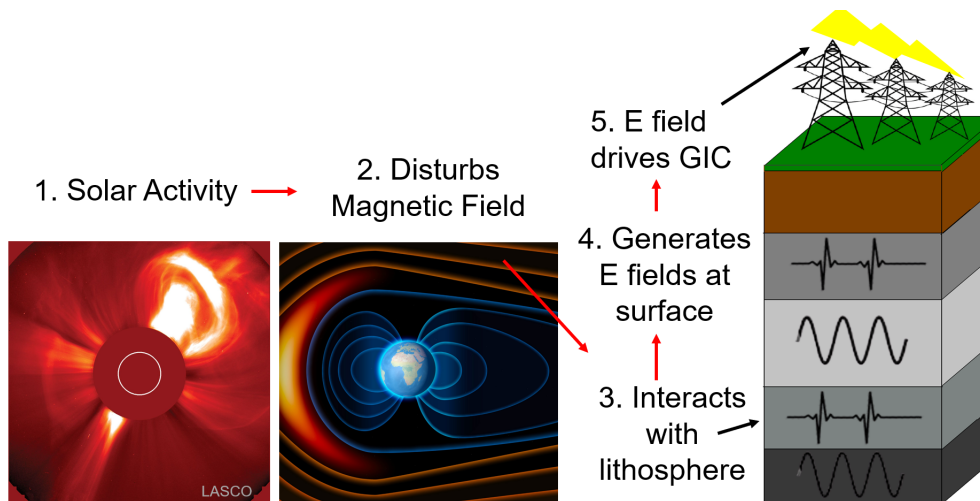 1. Solar Activity
2. Disturbs
Magnetic Field
3. Interacts
with
lithosphere
4. Generates
E fields at
surface
5. E field
drives GIC
LASCO